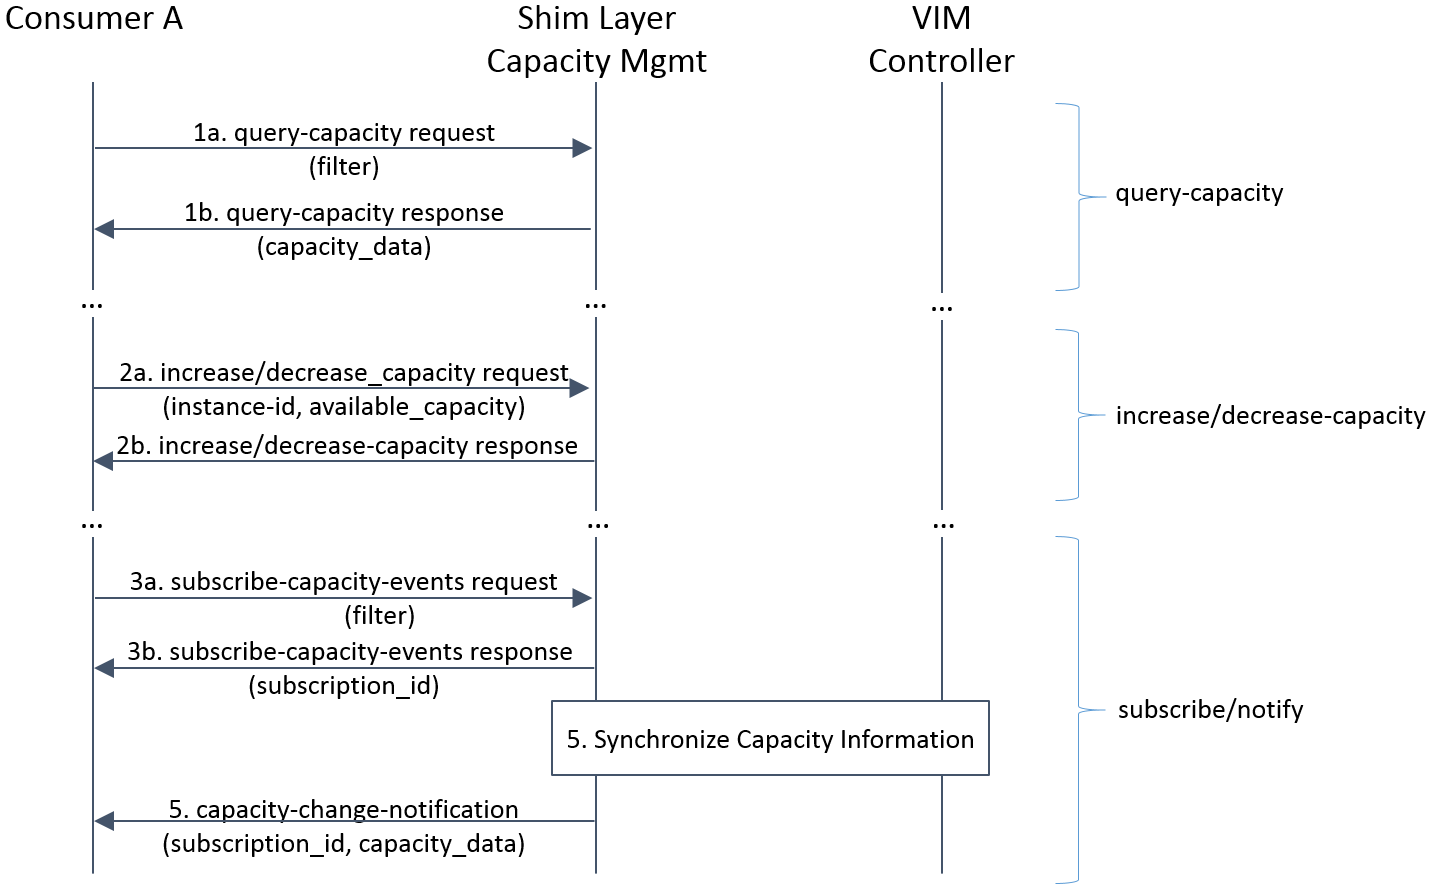 Consumer A
Shim Layer
Capacity Mgmt
VIM
Controller
1a. query-capacity request
(filter)
1b. query-capacity response
(capacity_data)
query-capacity
... ... ...
2a. increase/decrease_capacity request
(instance-id, available_capacity)
2b. increase/decrease-capacity response
increase/decrease-capacity
... ... ...
3a. subscribe-capacity-events request
(filter)
3b. subscribe-capacity-events response
(subscription_id)
5. Synchronize Capacity Information
subscribe/notify
5. capacity-change-notification
(subscription_id, capacity_data)